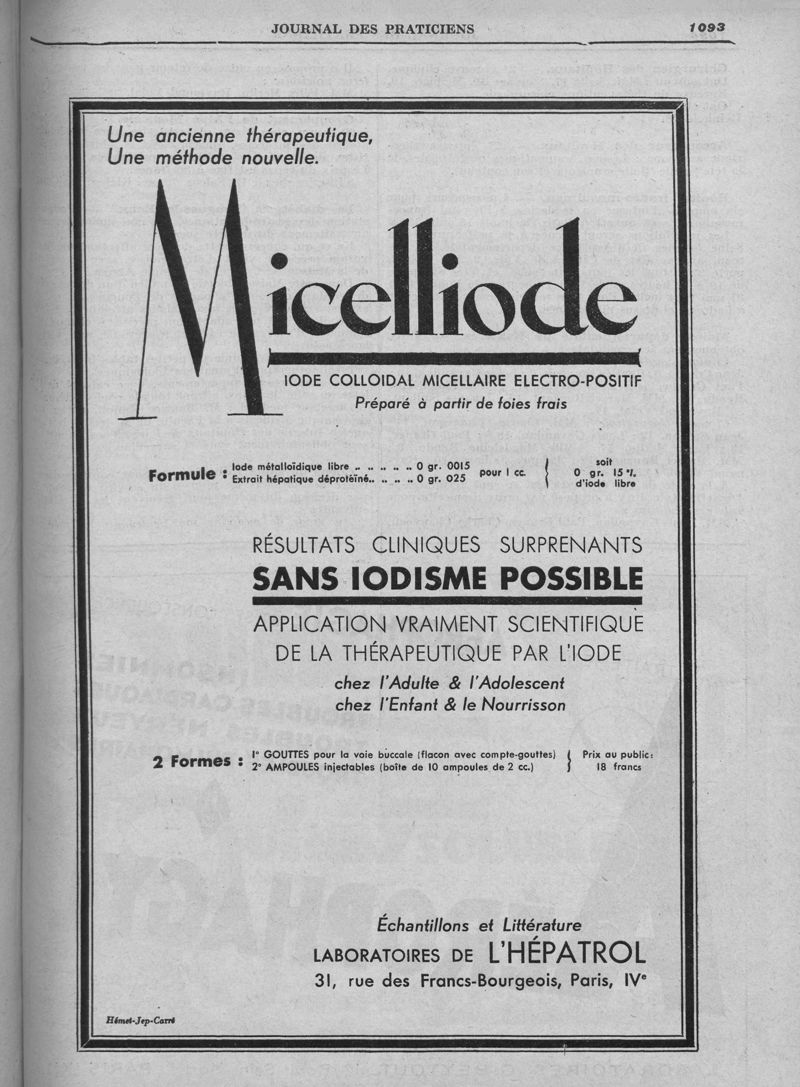 JOURNAL DES PRATICIENS 1093
Une ancienne thérapeutique,
Une méthode nouvelle.
Micelliode
IODE COLLOIDAL MICELLAIRE ELECTRO-POSITIF
Préparé à partir de foies frais
Formule : Iode métalloïdique libre .. .. .. .. .. 0 gr. 0015
Extrait hépatique déprotéiné.. .. .. .. 0 gr. 025
pour 1 cc.
soit
0 gr. 15 %
d'iode libre
RÉSULTATS CLINIQUES SURPRENANTS
SANS IODISME POSSIBLE
APPLICATION VRAIMENT SCIENTIFIQUE
DE LA THÉRAPEUTIQUE PAR L'IODE
chez l'Adulte & l'Adolescent
chez l'Enfant & le Nourrisson
2 Formes : 1° GOUTTES pour la voie buccale (flacon avec compte-gouttes)
2° AMPOULES injectables (boîte de 10 ampoules de 2 cc.)
Prix au public:
18 francs
Échantillons et Littérature
LABORATOIRES DE L'HÉPATROL
31, rue des Francs-Bourgeois, Paris, IVe
Hémet-Jep-Carré